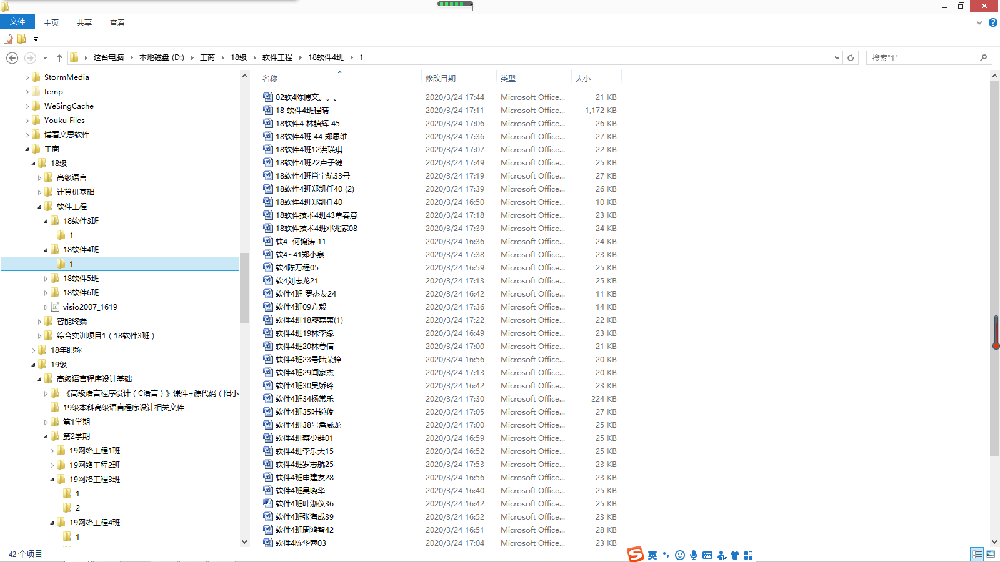 文件 主页 共享 查看
这台电脑 本地磁盘 (D:) 工商 18级 软件工程 18软件4班 1
搜索"1"
StormMedia
temp
WeSingCache
Youku Files
博看文思软件
工商
18级
高级语言
计算机基础
软件工程
18软件3班
1
18软件4班
1
18软件5班
18软件6班
visio2007_1619
智能终端
综合实训项目1（18软件3班）
18年职称
19级
高级语言程序设计基础
《高级语言程序设计（C语言）》课件+源代码（阳小
19级本科高级语言程序设计相关文件
第1学期
第2学期
19网络工程1班
19网络工程2班
19网络工程3班
1
2
19网络工程4班
1
名称 修改日期 类型 大小
02软4陈博文。。。 2020/3/24 17:44 Microsoft Office... 21 KB
18 软件4班程晴 2020/3/24 17:11 Microsoft Office... 1,172 KB
18软件4 林镇辉 45 2020/3/24 17:06 Microsoft Office... 26 KB
18软件4班 44 郑思维 2020/3/24 17:36 Microsoft Office... 27 KB
18软件4班12洪瑛琪 2020/3/24 17:07 Microsoft Office... 22 KB
18软件4班22卢子键 2020/3/24 17:49 Microsoft Office... 25 KB
18软件4班肖宇航33号 2020/3/24 17:19 Microsoft Office... 27 KB
18软件4班郑凯任40 (2) 2020/3/24 17:39 Microsoft Office... 26 KB
18软件4班郑凯任40 2020/3/24 16:50 Microsoft Office... 10 KB
18软件技术4班43覃春意 2020/3/24 17:18 Microsoft Office... 23 KB
18软件技术4班邓兆家08 2020/3/24 17:39 Microsoft Office... 24 KB
软4 何锦涛 11 2020/3/24 16:36 Microsoft Office... 24 KB
软4~41郑小泉 2020/3/24 17:38 Microsoft Office... 23 KB
软4陈万程05 2020/3/24 16:59 Microsoft Office... 25 KB
软4刘志龙21 2020/3/24 17:13 Microsoft Office... 25 KB
软件4班 罗杰友24 2020/3/24 16:42 Microsoft Office... 11 KB
软件4班09方毅 2020/3/24 17:36 Microsoft Office... 14 KB
软件4班18廖嘉惠(1) 2020/3/24 17:22 Microsoft Office... 22 KB
软件4班19林李缘 2020/3/24 16:49 Microsoft Office... 23 KB
软件4班20林尊信 2020/3/24 17:00 Microsoft Office... 21 KB
软件4班23号陆荣樟 2020/3/24 16:56 Microsoft Office... 20 KB
软件4班29闻家杰 2020/3/24 17:13 Microsoft Office... 20 KB
软件4班30吴娇玲 2020/3/24 16:42 Microsoft Office... 23 KB
软件4班34杨常乐 2020/3/24 17:30 Microsoft Office... 224 KB
软件4班35叶锐俊 2020/3/24 17:05 Microsoft Office... 27 KB
软件4班38号詹威龙 2020/3/24 17:00 Microsoft Office... 25 KB
软件4班蔡少群01 2020/3/24 16:59 Microsoft Office... 25 KB
软件4班李乐天15 2020/3/24 16:52 Microsoft Office... 25 KB
软件4班罗志航25 2020/3/24 17:53 Microsoft Office... 23 KB
软件4班申建友28 2020/3/24 16:56 Microsoft Office... 23 KB
软件4班吴晓华 2020/3/24 16:40 Microsoft Office... 25 KB
软件4班叶淑仪36 2020/3/24 16:42 Microsoft Office... 25 KB
软件4班张海成39 2020/3/24 16:52 Microsoft Office... 23 KB
软件4班周鸿智42 2020/3/24 16:51 Microsoft Office... 28 KB
软件4陈华蓉03 2020/3/24 17:04 Microsoft Office... 23 KB
42 个项目
英